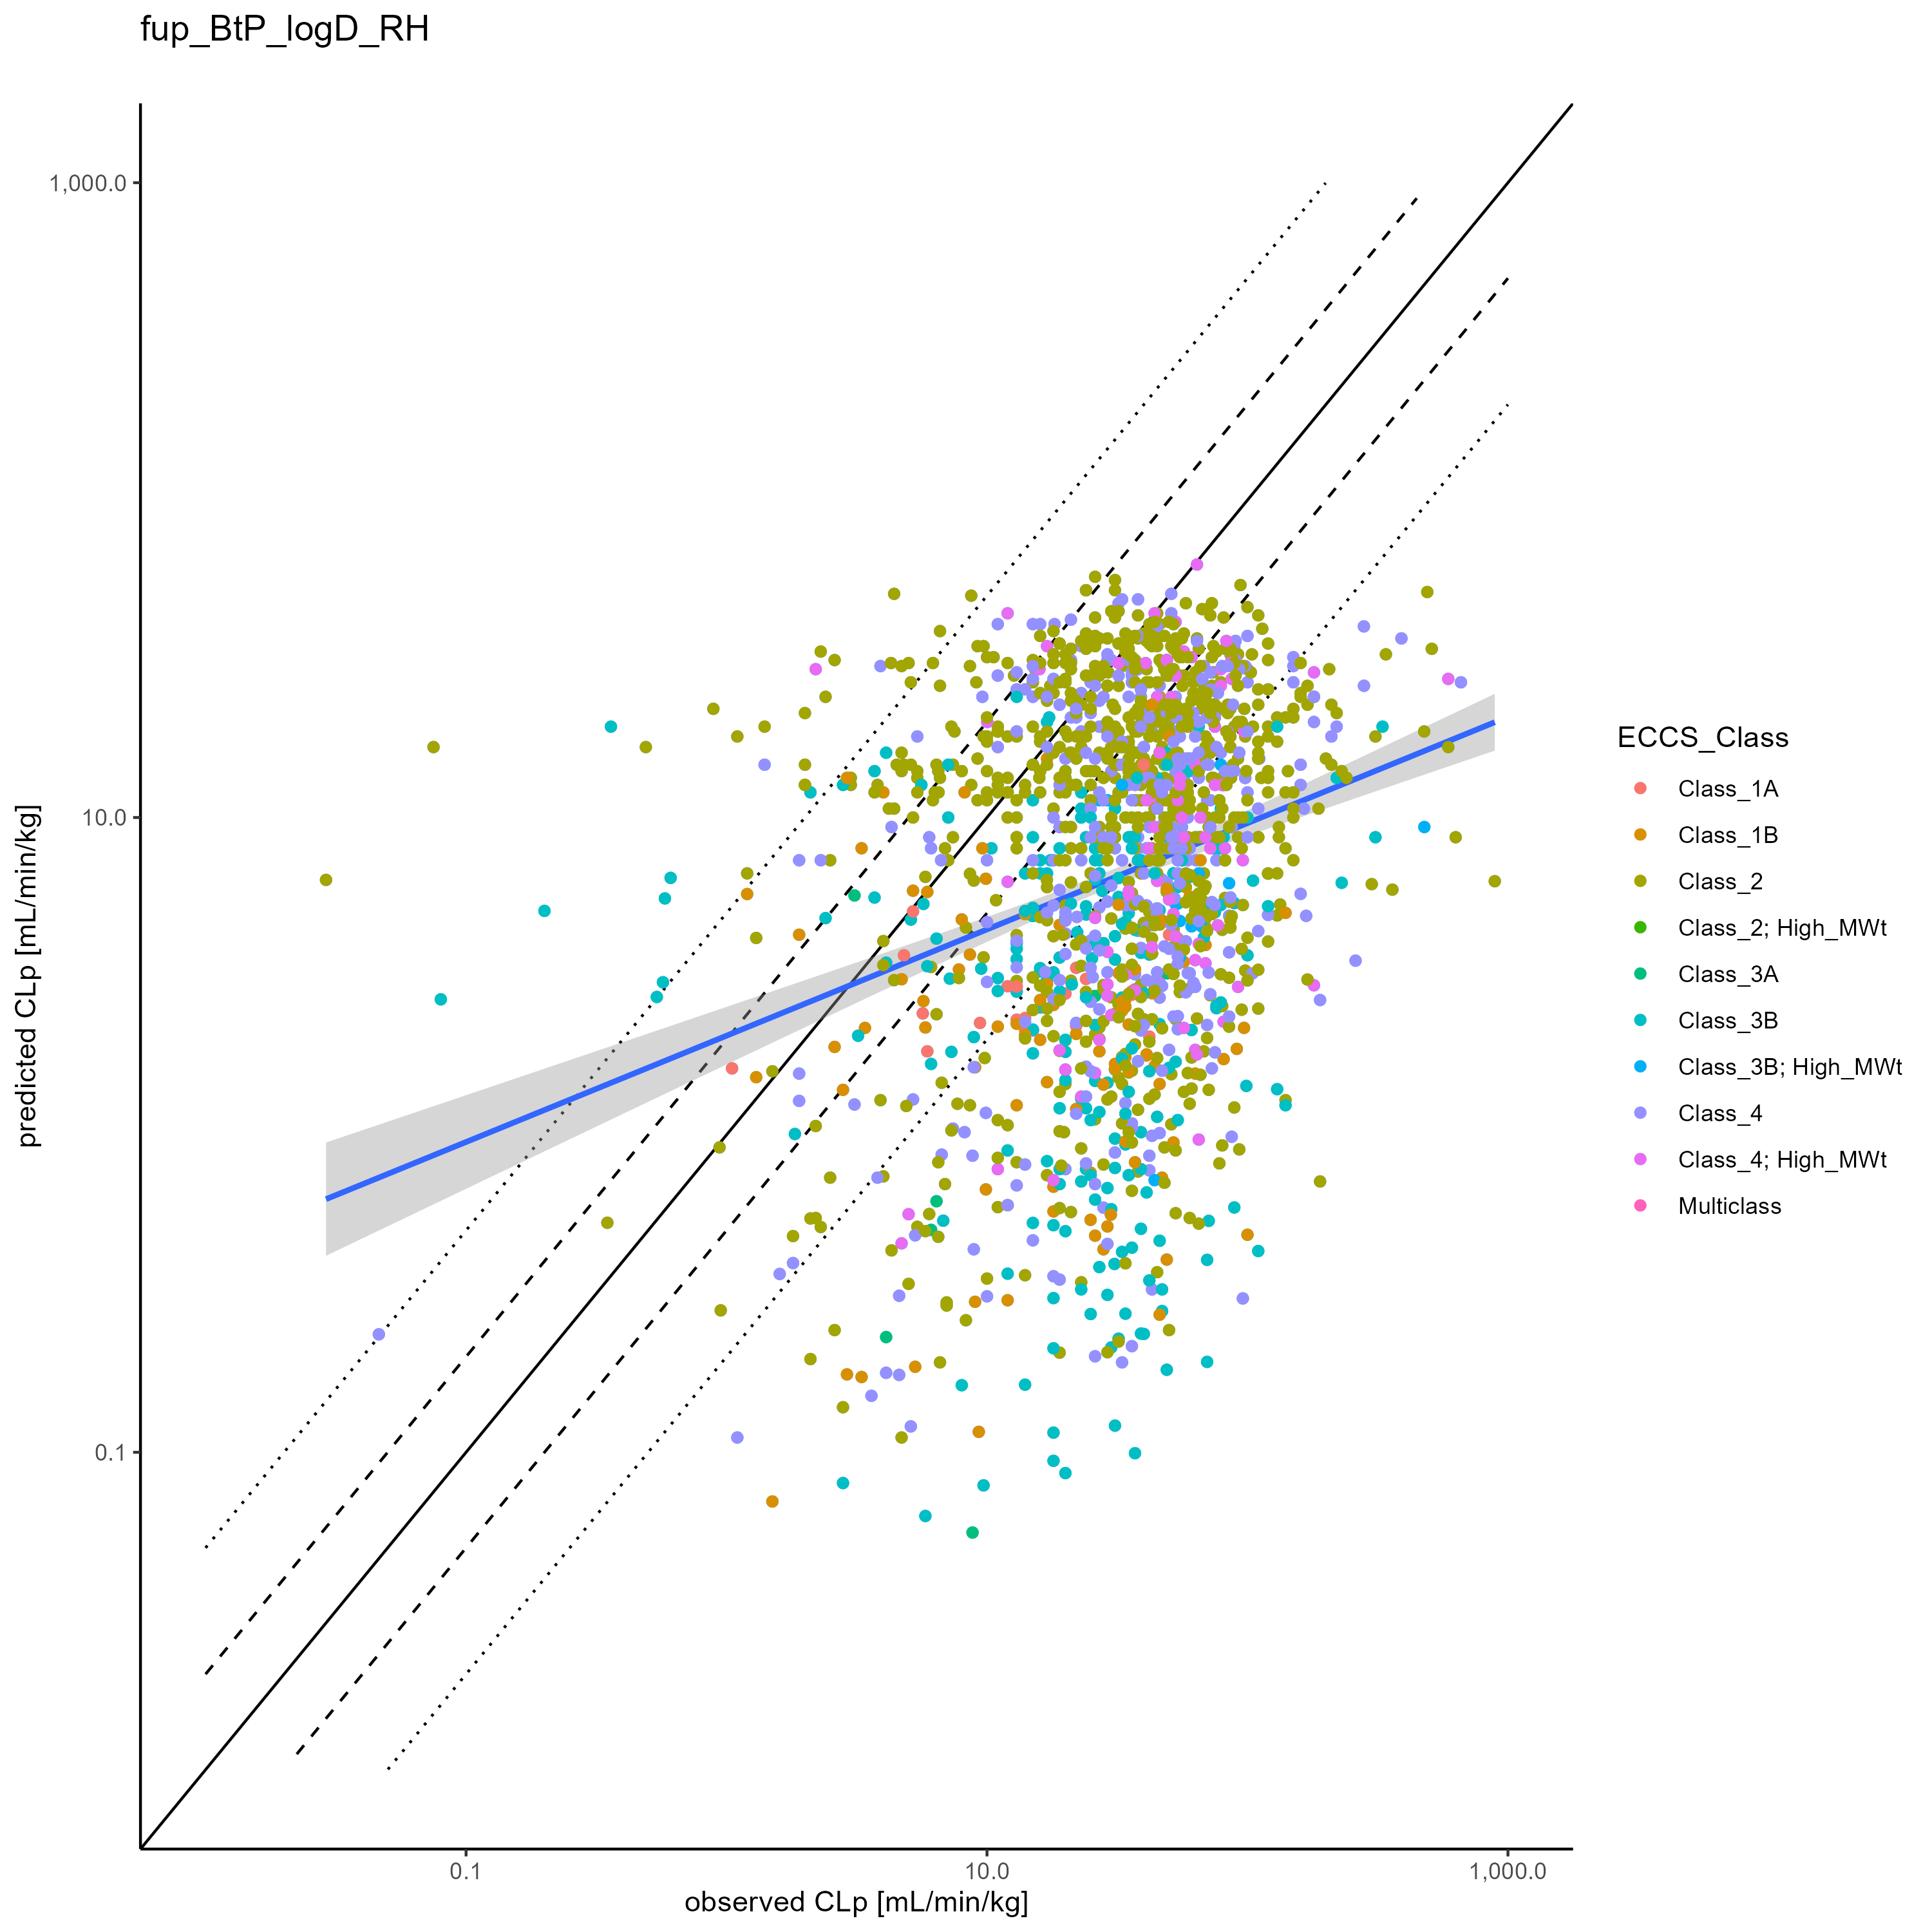 fup_BtP_logD_RH
1,000.0
10.0
0.1
predicted CLp [mL/min/kg]
0.1
10.0
1,000.0
observed CLp [mL/min/kg]
ECCS_Class
Class_1A
Class_1B
Class_2
Class_2; High_MWt
Class_3A
Class_3B
Class_3B; High_MWt
Class_4
Class_4; High_MWt
Multiclass